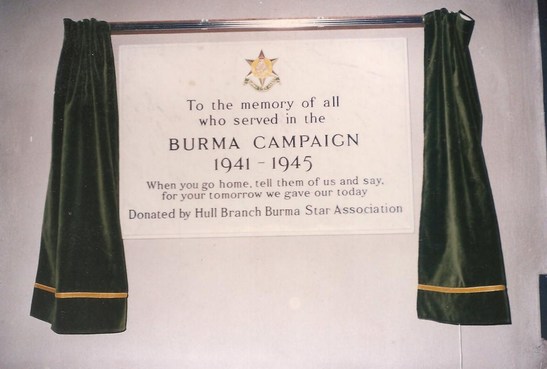 To the memory of all
who served in the
BURMA CAMPAIGN
1941 - 1945
When you go home, tell them of us and say,
for your tomorrow we gave our today
Donated by Hull Branch Burma Star Association